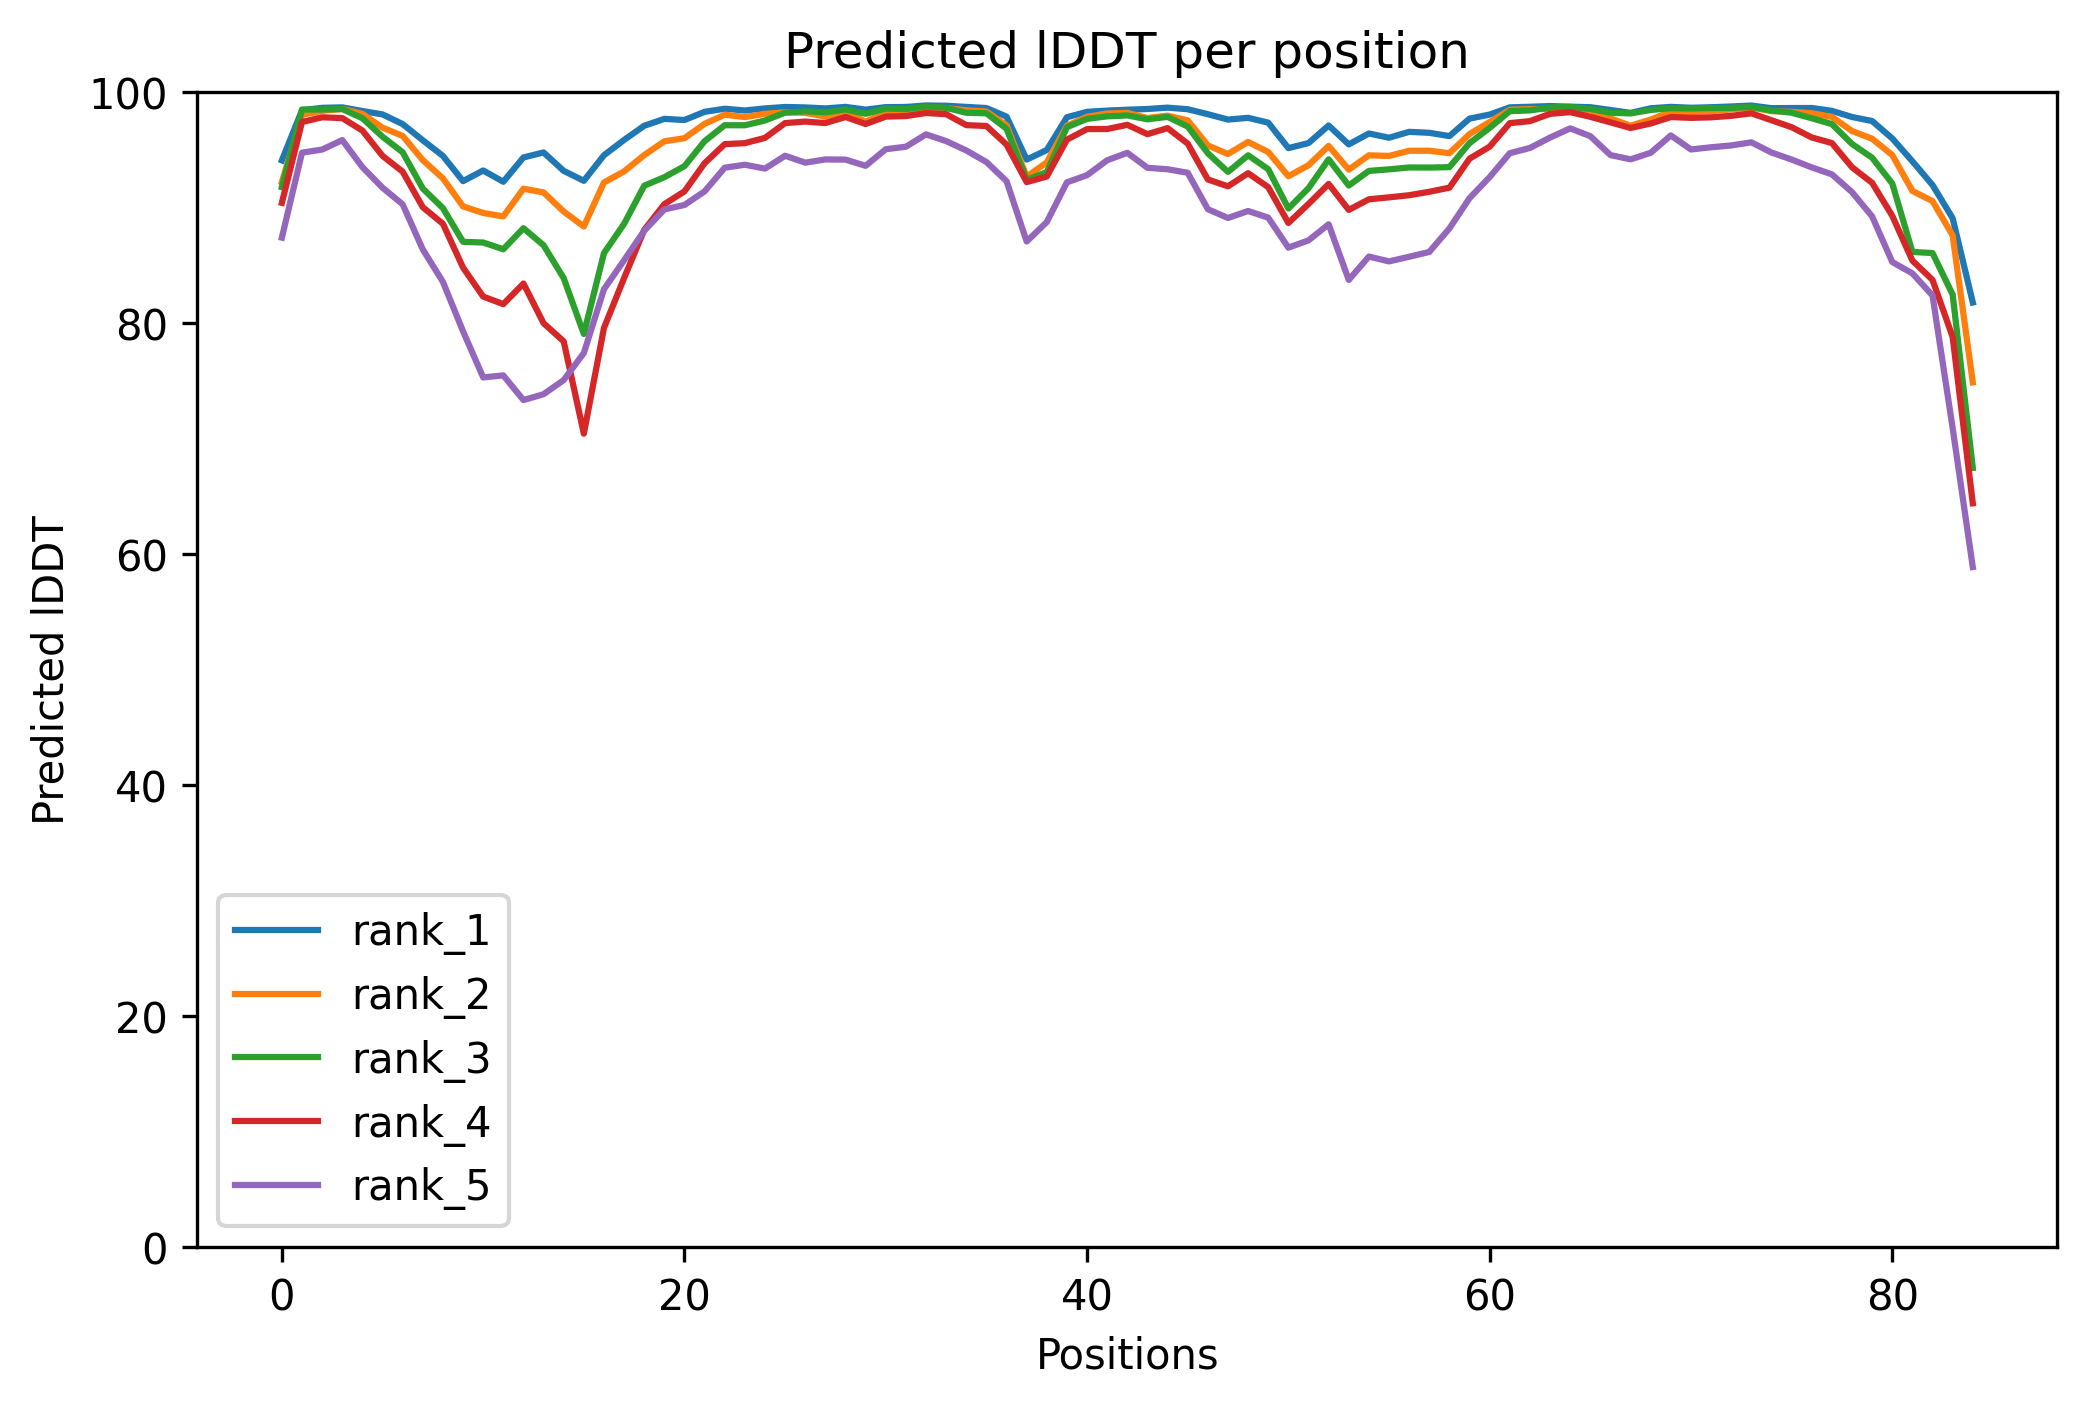 Predicted lDDT per position
100
80
60
40
20
0
Predicted lDDT
rank_1
rank_2
rank_3
rank_4
rank_5
0 20 40 60 80
Positions